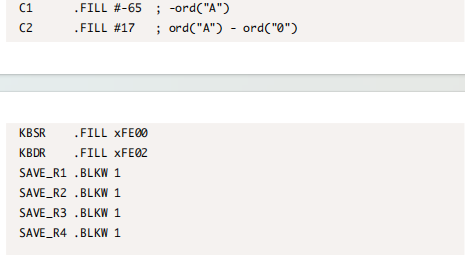 C1      .FILL #-65  ; -ord("A")
C2      .FILL #17   ; ord("A") - ord("0")
KBSR    .FILL xFE00
KBDR    .FILL xFE02
SAVE_R1 .BLKW 1
SAVE_R2 .BLKW 1
SAVE_R3 .BLKW 1
SAVE_R4 .BLKW 1